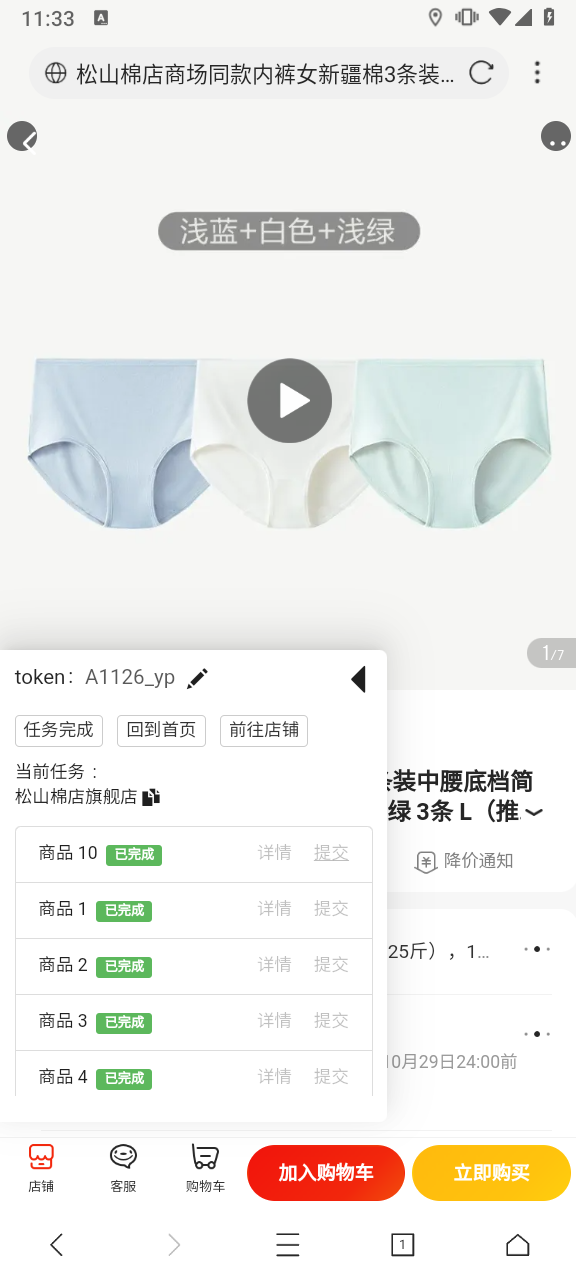 11:33
A
松山棉店商场同款内裤女新疆棉3条装...
浅蓝+白色+浅绿
1/7
token： A1126_yp
任务完成 回到首页 前往店铺
当前任务 ：
松山棉店旗舰店
条装中腰底档简
绿 3条 L（推.
¥ 降价通知
商品 10 已完成 详情 提交
商品 1 已完成 详情 提交
25斤），1...
商品 2 已完成 详情 提交
商品 3 已完成 详情 提交
10月29日24:00前
商品 4 已完成 详情 提交
店铺 客服 购物车 加入购物车 立即购买
1